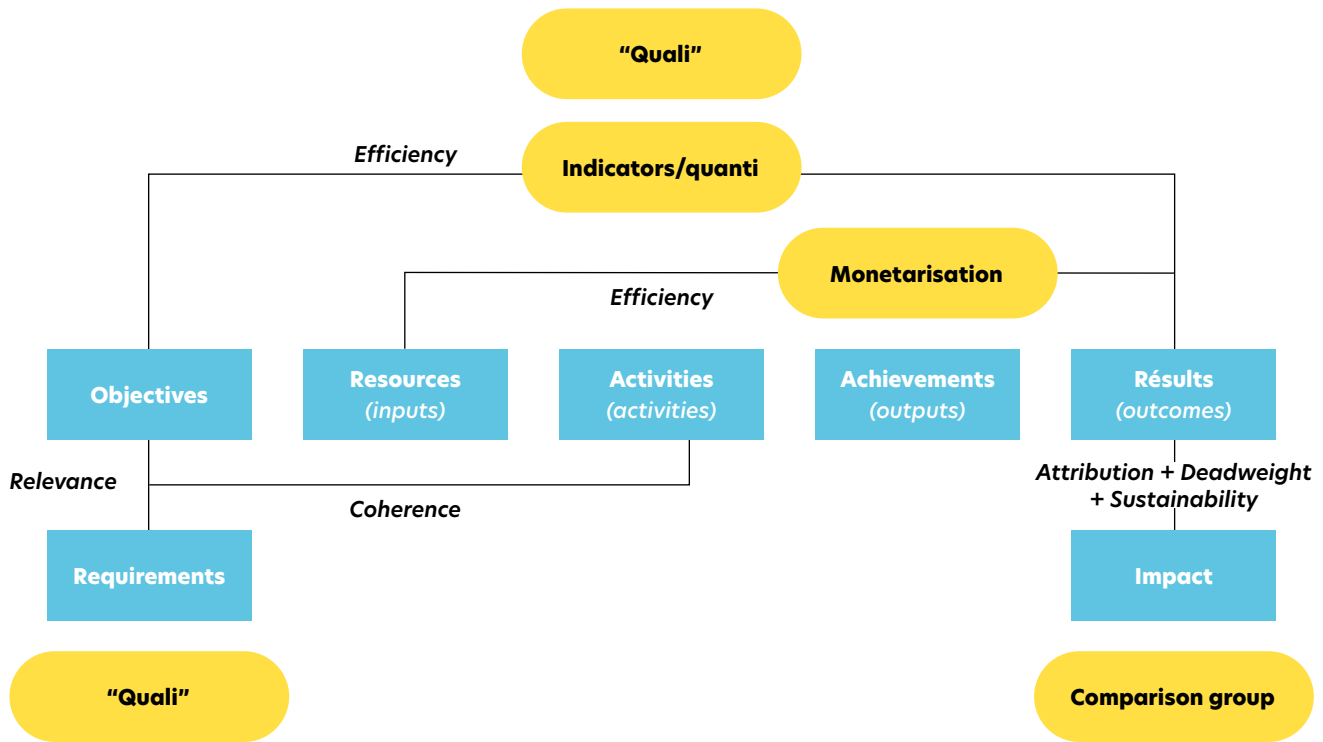 “Quali”
Efficiency
Indicators/quanti
Monetarisation
Efficiency
Objectives
Resources
(inputs)
Activities
(activities)
Achievements
(outputs)
Résults
(outcomes)
Relevance
Coherence
Attribution + Deadweight
+ Sustainability
Requirements
Impact
“Quali”
Comparison group